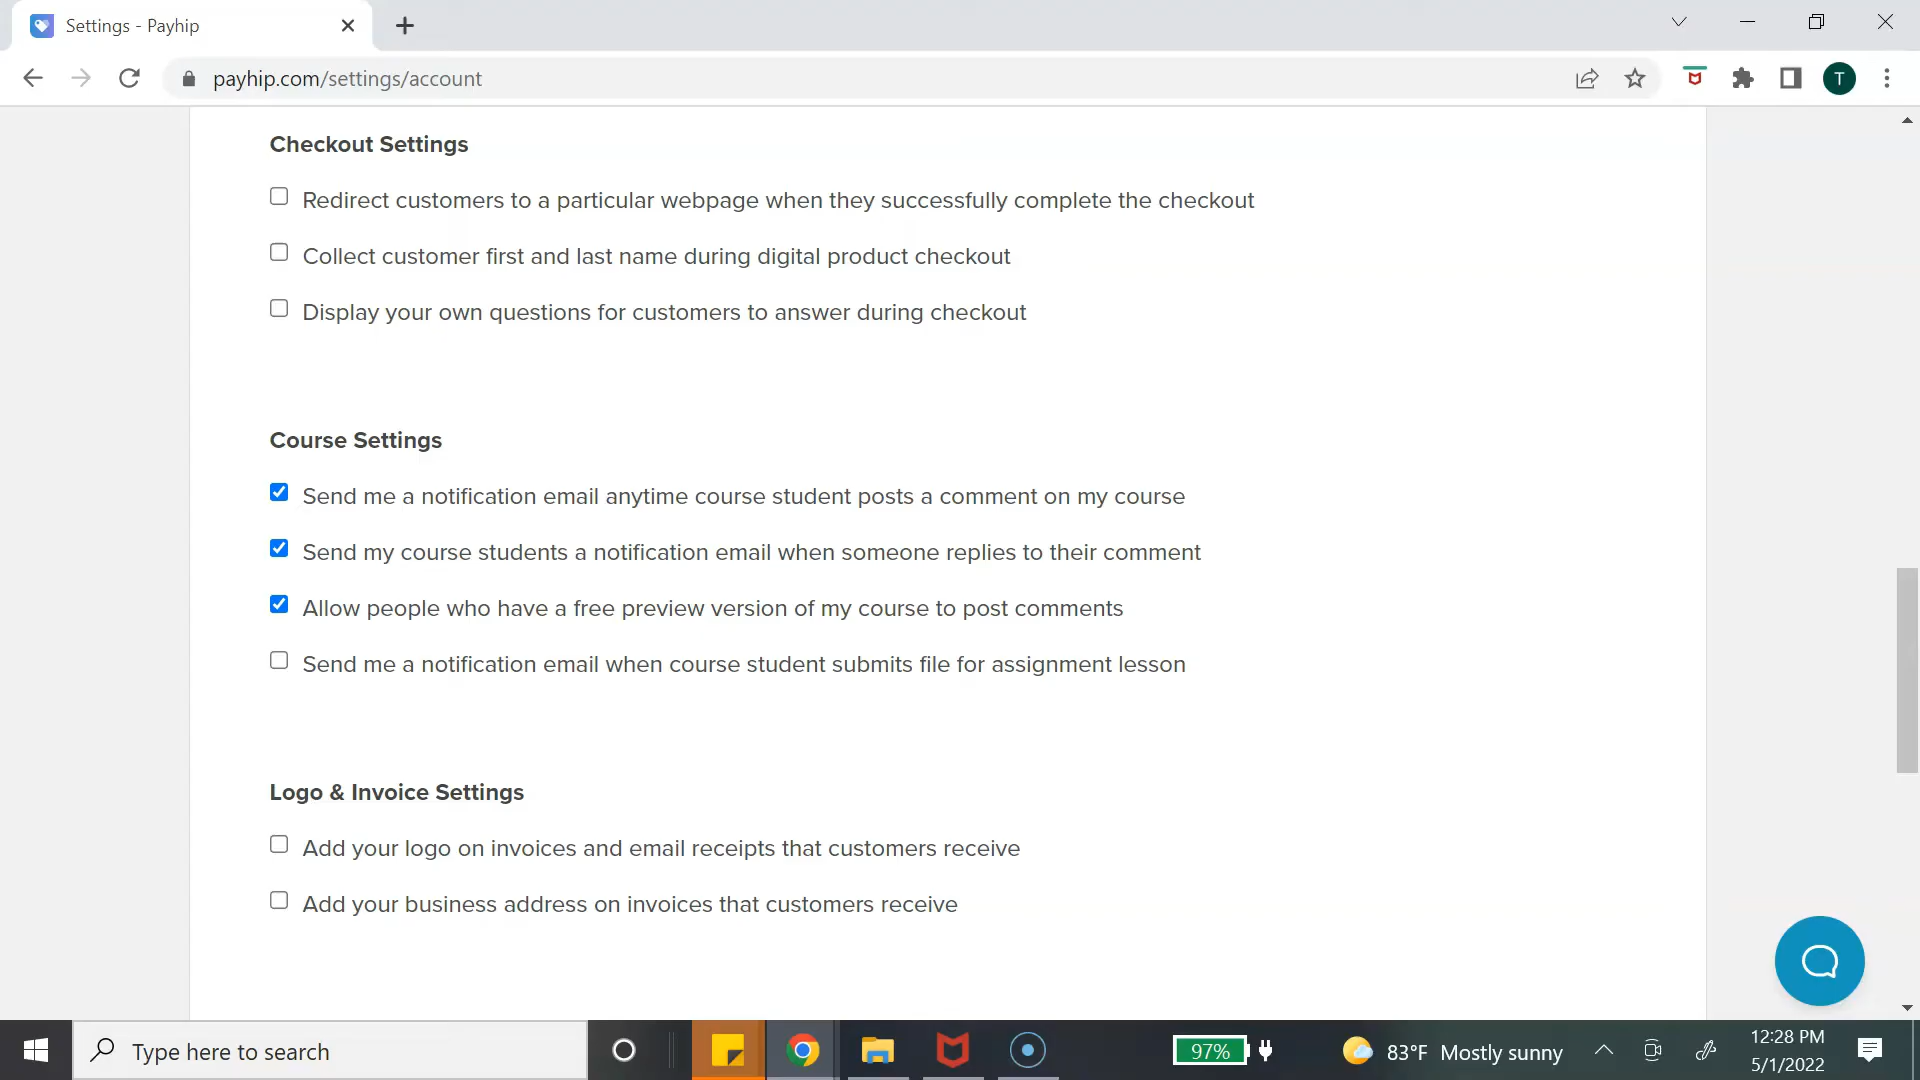 Settings - Payhip
payhip.com/settings/account
T
Checkout Settings
Redirect customers to a particular webpage when they successfully complete the checkout
Collect customer first and last name during digital product checkout
Display your own questions for customers to answer during checkout
Course Settings
Send me a notification email anytime course student posts a comment on my course
Send my course students a notification email when someone replies to their comment
Allow people who have a free preview version of my course to post comments
Send me a notification email when course student submits file for assignment lesson
Logo & Invoice Settings
Add your logo on invoices and email receipts that customers receive
Add your business address on invoices that customers receive
Type here to search
97%
83°F Mostly sunny
12:28 PM
5/1/2022